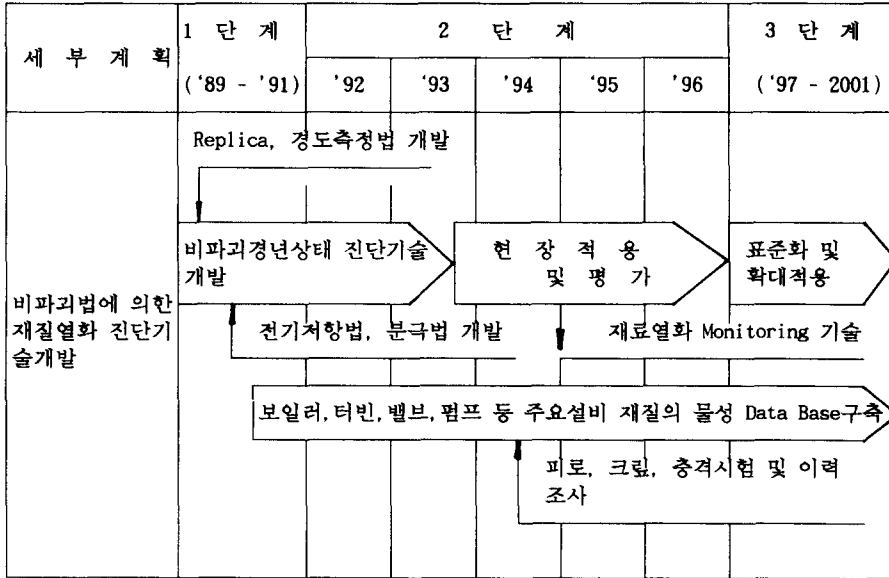 세 부 계 획
1 단 계
('89 - '91)
2 단 계
'92 '93 '94 '95 '96
3 단 계
('97 - 2001)
비파괴법에 의한
재질열화 진단기
술개발
Replica, 경도측정법 개발
비파괴경년상태 진단기술
개발
현 장 적 용
및 평 가
표준화 및
확대적용
전기저항법, 분극법 개발
재료열화 Monitoring 기술
보일러,터빈,밸브,펌프 등 주요설비 재질의 물성 Data Base구축
피로, 크맆, 충격시험 및 이력
조사